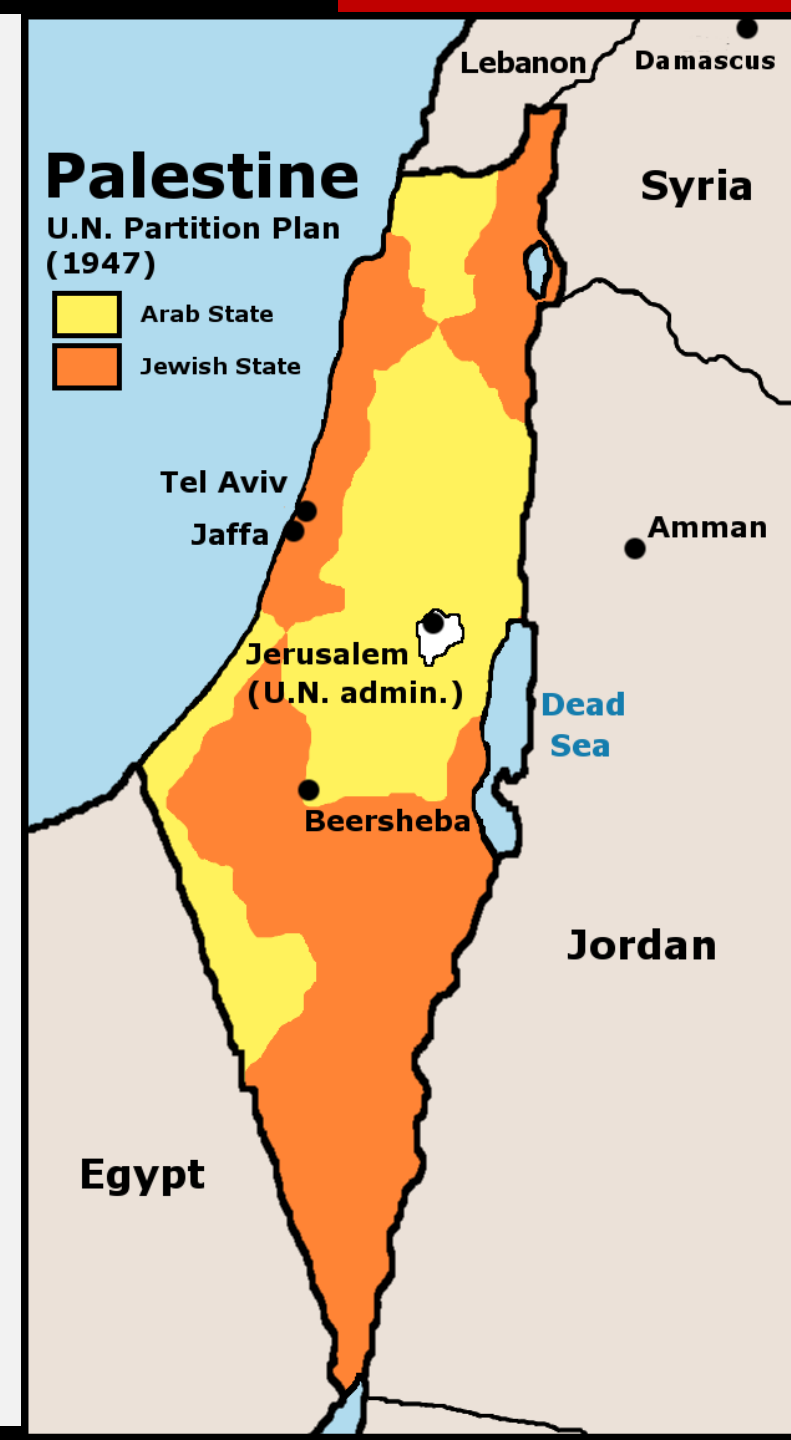 Lebanon
Damascus
Palestine
U.N. Partition Plan
(1947)
Syria
Arab State
Jewish State
Tel Aviv
Jaffa
Amman
Jerusalem
(U.N. admin.)
Dead
Sea
Beersheba
Jordan
Egypt